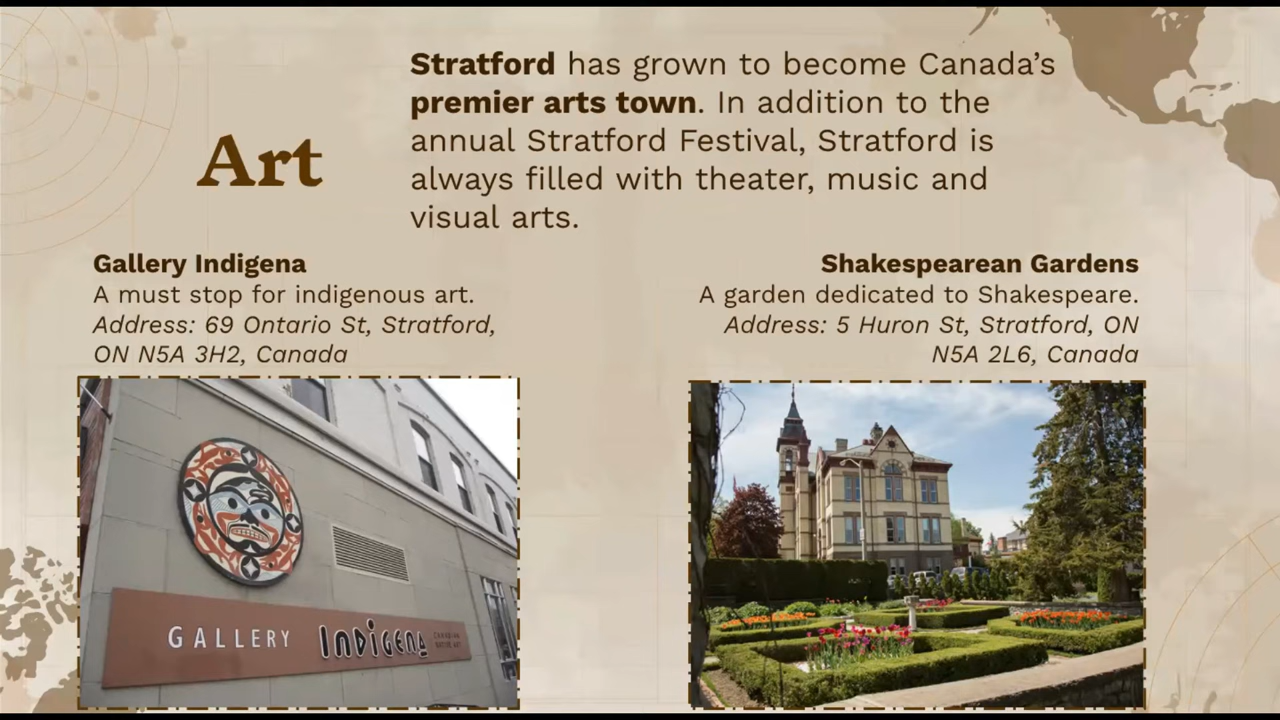 Art
Stratford has grown to become Canada’s
premier arts town. In addition to the
annual Stratford Festival, Stratford is
always filled with theater, music and
visual arts.
Gallery Indigena
A must stop for indigenous art.
Address: 69 Ontario St, Stratford,
ON N5A 3H2, Canada
Shakespearean Gardens
A garden dedicated to Shakespeare.
Address: 5 Huron St, Stratford, ON
N5A 2L6, Canada
GALLERY INDIGENA